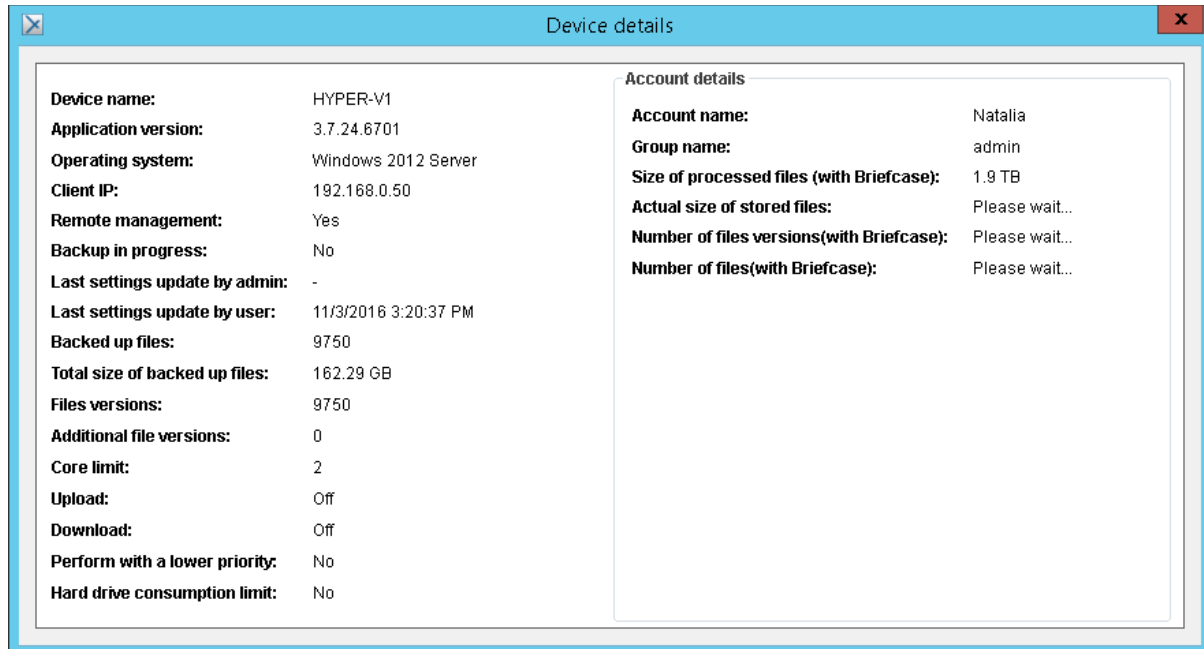 Device details
x
Device name: HYPER-V1
Application version: 3.7.24.6701
Operating system: Windows 2012 Server
Client IP: 192.168.0.50
Remote management: Yes
Backup in progress: No
Last settings update by admin: -
Last settings update by user: 11/3/2016 3:20:37 PM
Backed up files: 9750
Total size of backed up files: 162.29 GB
Files versions: 9750
Additional file versions: 0
Core limit: 2
Upload: Off
Download: Off
Perform with a lower priority: No
Hard drive consumption limit: No
Account details
Account name: Natalia
Group name: admin
Size of processed files (with Briefcase): 1.9 TB
Actual size of stored files: Please wait...
Number of files versions(with Briefcase): Please wait...
Number of files(with Briefcase): Please wait...